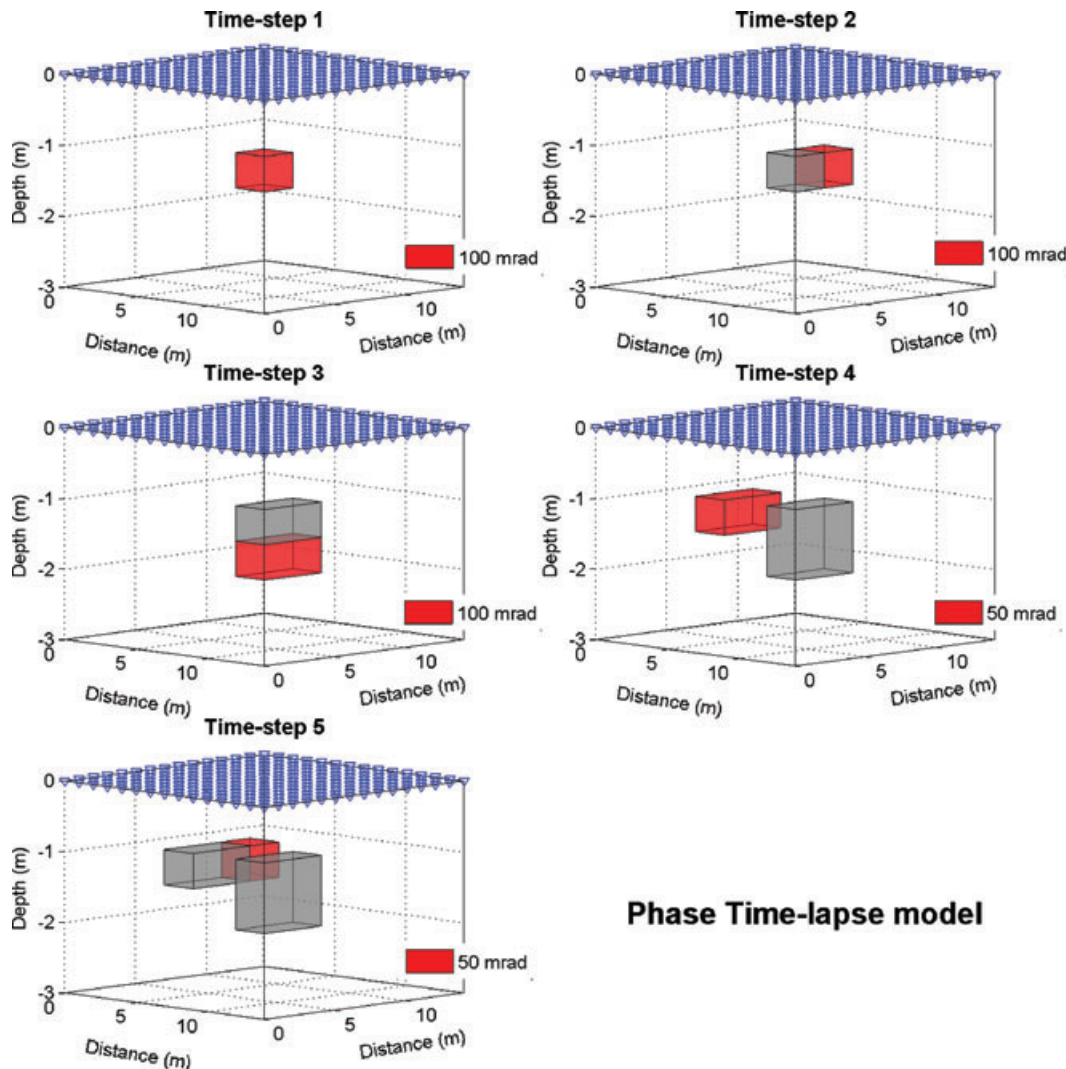 Time-step 1
0
-1
-2
-3
Depth (m)
0
5
10
Distance (m)
0
5
10
Distance (m)
100 mrad
Time-step 2
0
-1
-2
-3
Depth (m)
0
5
10
Distance (m)
0
5
10
Distance (m)
100 mrad
Time-step 3
0
-1
-2
-3
Depth (m)
0
5
10
Distance (m)
0
5
10
Distance (m)
100 mrad
Time-step 4
0
-1
-2
-3
Depth (m)
0
5
10
Distance (m)
0
5
10
Distance (m)
50 mrad
Time-step 5
0
-1
-2
-3
Depth (m)
0
5
10
Distance (m)
0
5
10
Distance (m)
50 mrad
Phase Time-lapse model